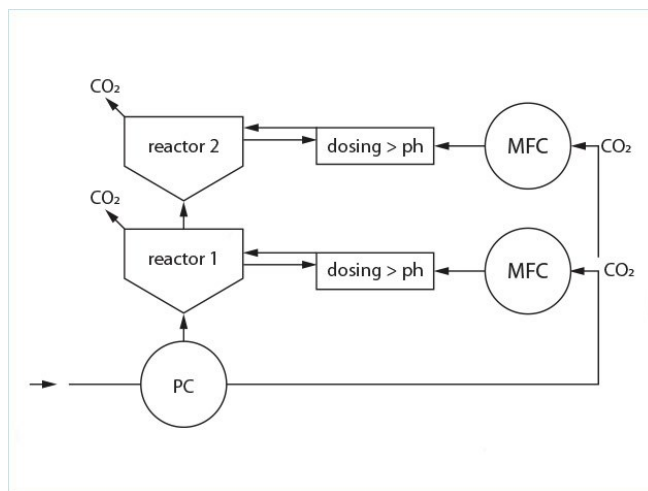 CO₂
reactor 2
dosing > ph
MFC
CO₂
CO₂
reactor 1
dosing > ph
MFC
CO₂
PC